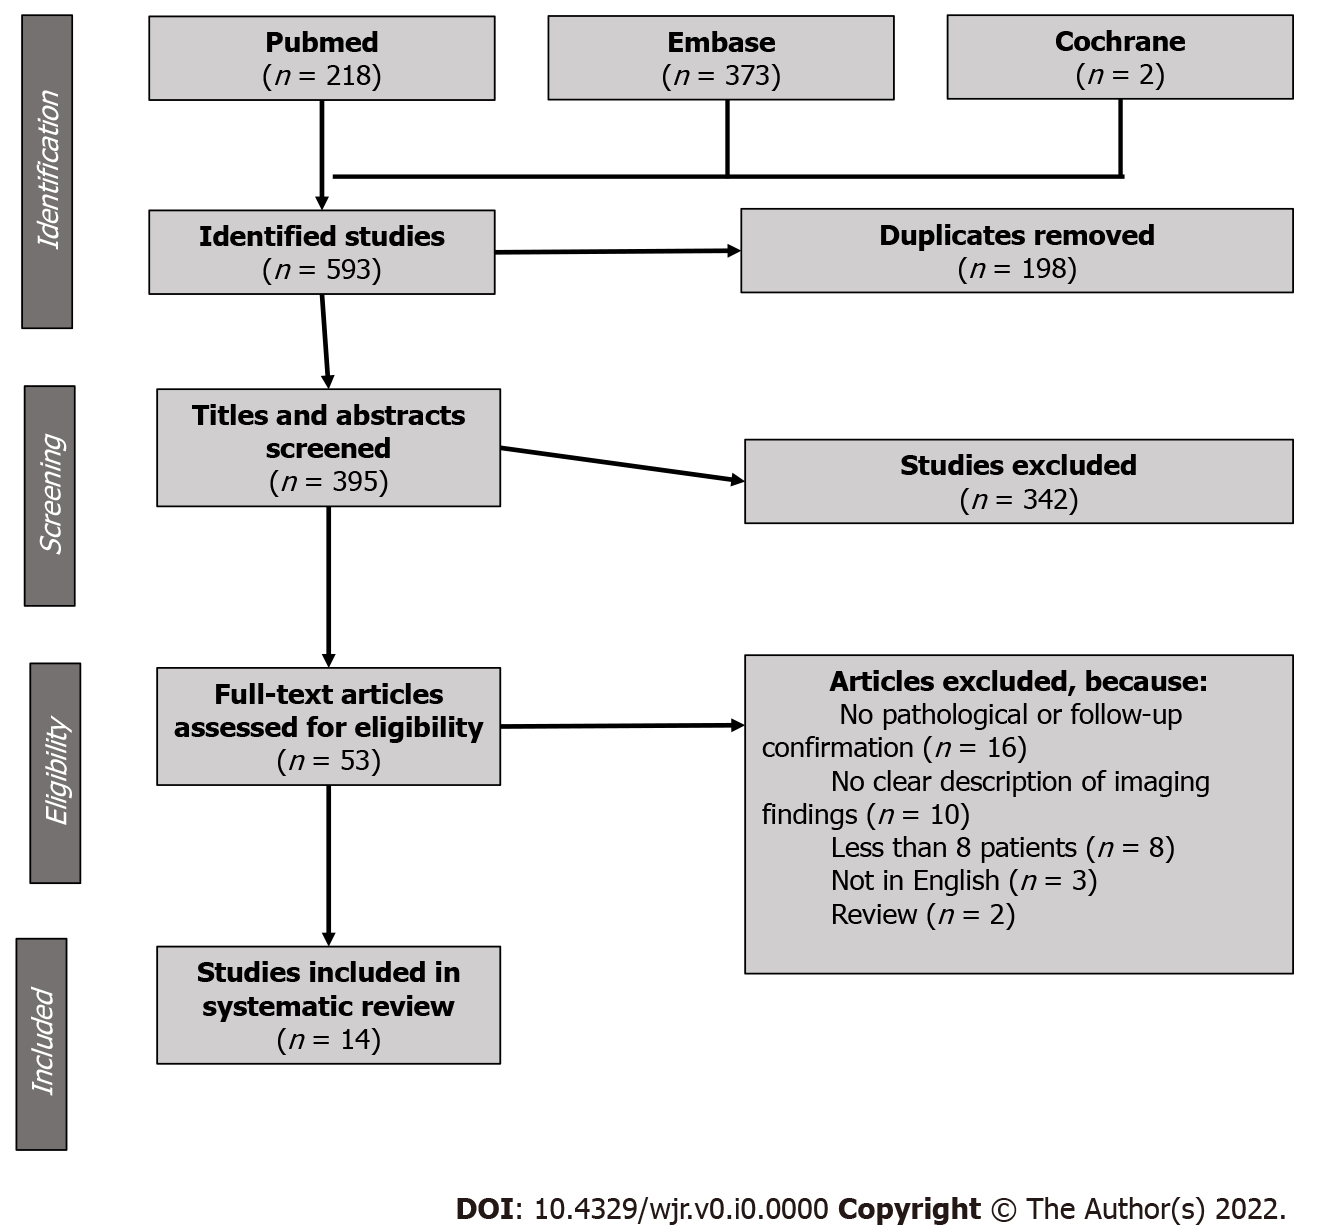 Identification
Pubmed
(n = 218)
Embase
(n = 373)
Cochrane
(n = 2)
Identified studies
(n = 593)
Duplicates removed
(n = 198)
Screening
Titles and abstracts
screened
(n = 395)
Studies excluded
(n = 342)
Eligibility
Full-text articles
assessed for eligibility
(n = 53)
Articles excluded, because:
No pathological or follow-up
confirmation (n = 16)
No clear description of imaging
findings (n = 10)
Less than 8 patients (n = 8)
Not in English (n = 3)
Review (n = 2)
Included
Studies included in
systematic review
(n = 14)
DOI: 10.4329/wjr.v0.i0.0000 Copyright © The Author(s) 2022.